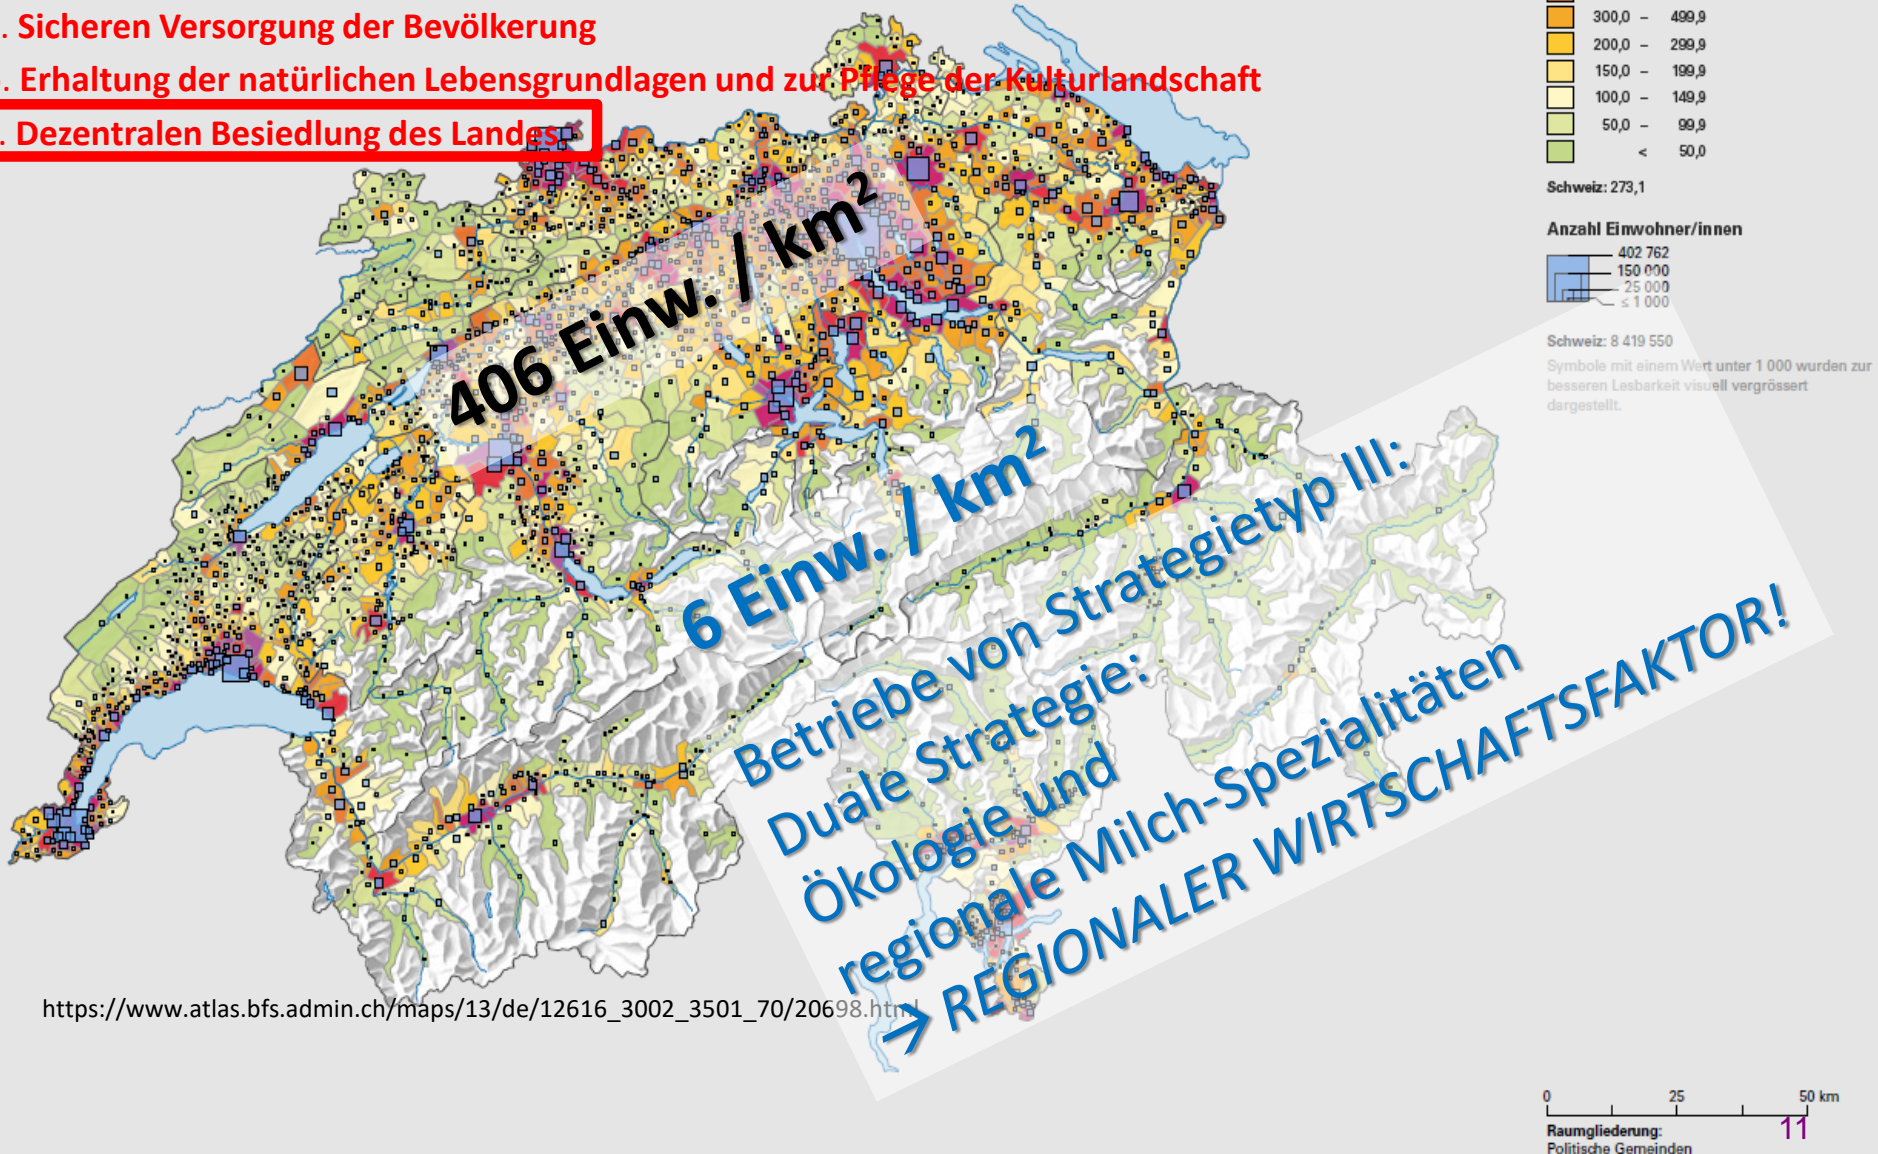 . Sicheren Versorgung der Bevölkerung
. Erhaltung der natürlichen Lebensgrundlagen und zur Pflege der Kulturlandschaft
. Dezentralen Besiedlung des Landes
406 Einw. / km²
6 Einw. / km²
Betriebe von Strategietyp III:
Duale Strategie:
Ökologie und
regionale Milch-Spezialitäten
→ REGIONALER WIRTSCHAFTSFAKTOR!
https://www.atlas.bfs.admin.ch/maps/13/de/12616_3002_3501_70/20698.html
300,0 – 499,9
200,0 – 299,9
150,0 – 199,9
100,0 – 149,9
50,0 – 99,9
< 50,0
Schweiz: 273,1
Anzahl Einwohner/innen
402 762
150 000
25 000
≤ 1 000
Schweiz: 8 419 550
Symbole mit einem Wert unter 1 000 wurden zur
besseren Lesbarkeit visuell vergrössert
dargestellt.
0 25 50 km
Raumgliederung:
Politische Gemeinden
11